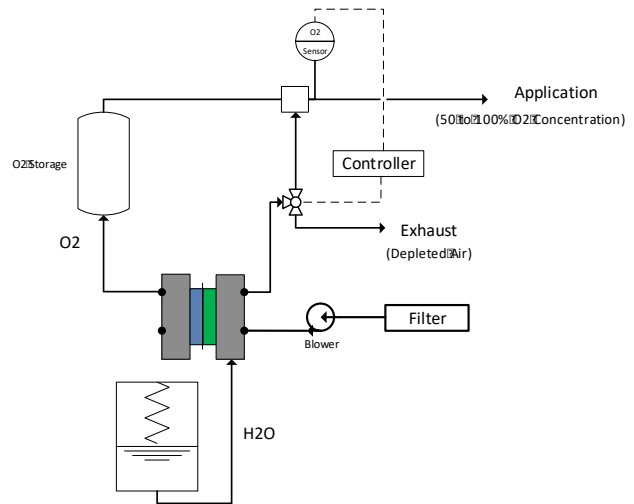 O2
Sensor
Application
(50 to 100% O2 Concentration)
O2 Storage
Controller
O2
Exhaust
(Depleted Air)
Filter
Blower
H2O